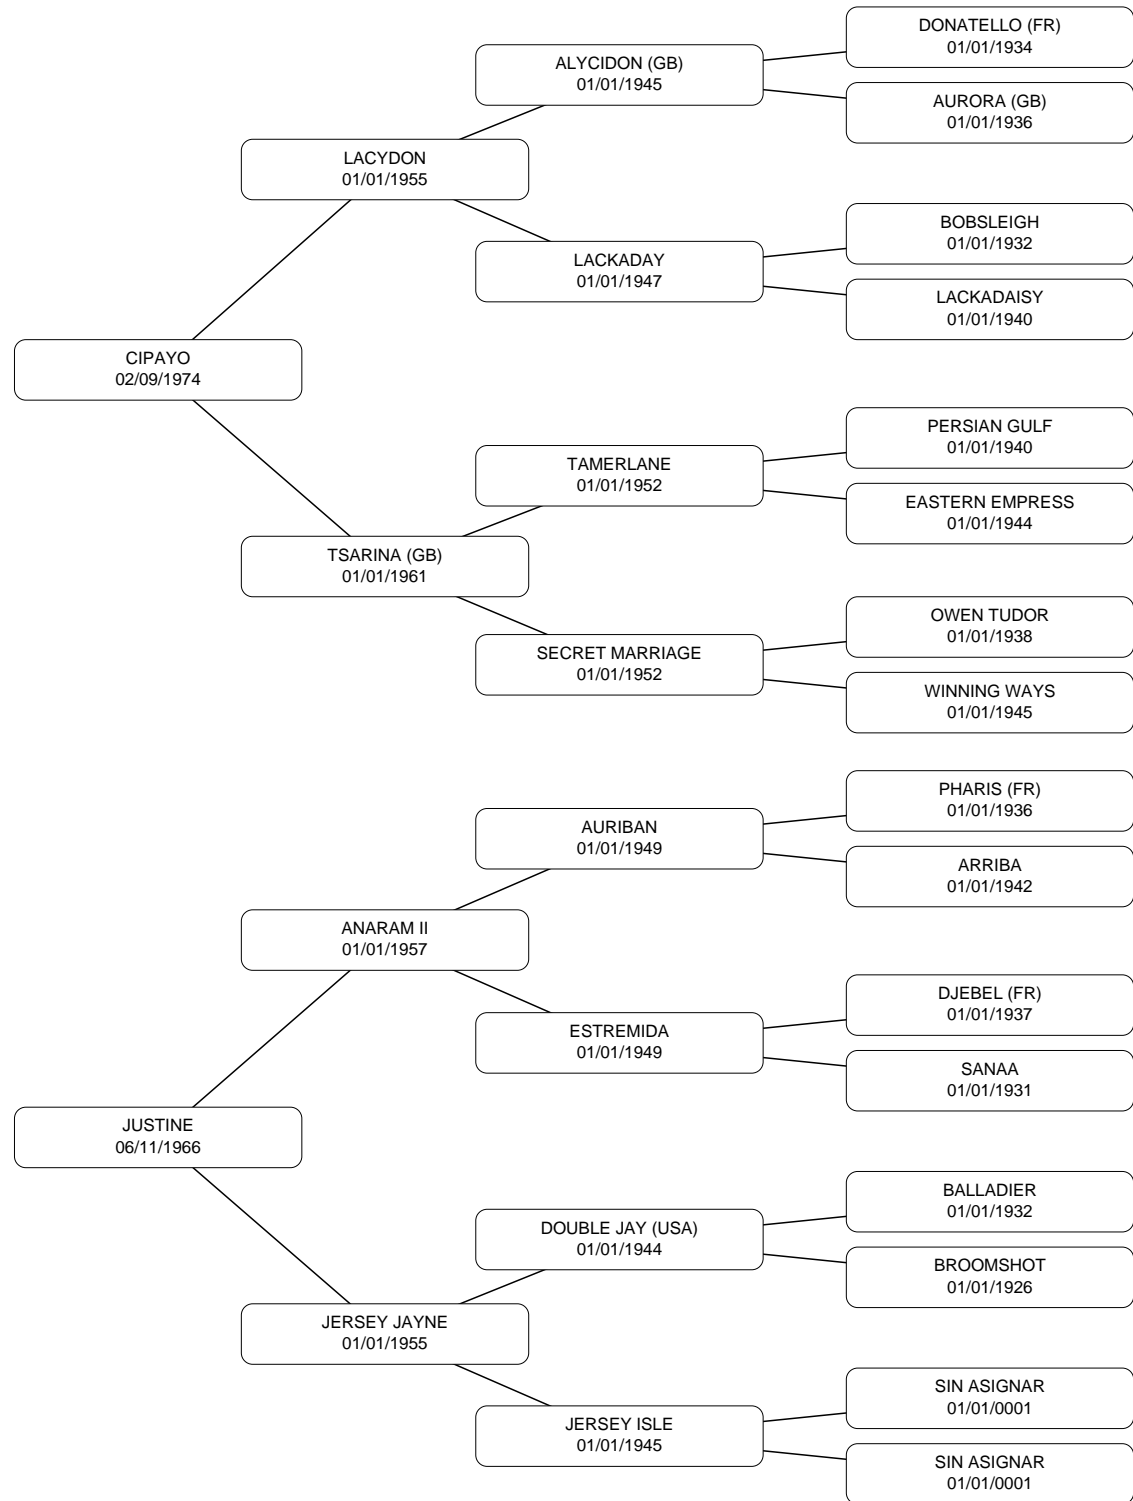 DONATELLO (FR)
01/01/1934
ALYCIDON (GB)
01/01/1945
AURORA (GB)
01/01/1936
LACYDON
01/01/1955
BOBSLEIGH
01/01/1932
LACKADAY
01/01/1947
LACKADAISY
01/01/1940
CIPAYO
02/09/1974
PERSIAN GULF
01/01/1940
TAMERLANE
01/01/1952
EASTERN EMPRESS
01/01/1944
TSARINA (GB)
01/01/1961
OWEN TUDOR
01/01/1938
SECRET MARRIAGE
01/01/1952
WINNING WAYS
01/01/1945
PHARIS (FR)
01/01/1936
AURIBAN
01/01/1949
ARRIBA
01/01/1942
ANARAM II
01/01/1957
DJEBEL (FR)
01/01/1937
ESTREMIDA
01/01/1949
SANAA
01/01/1931
JUSTINE
06/11/1966
BALLADIER
01/01/1932
DOUBLE JAY (USA)
01/01/1944
BROOMSHOT
01/01/1926
JERSEY JAYNE
01/01/1955
SIN ASIGNAR
01/01/0001
JERSEY ISLE
01/01/1945
SIN ASIGNAR
01/01/0001